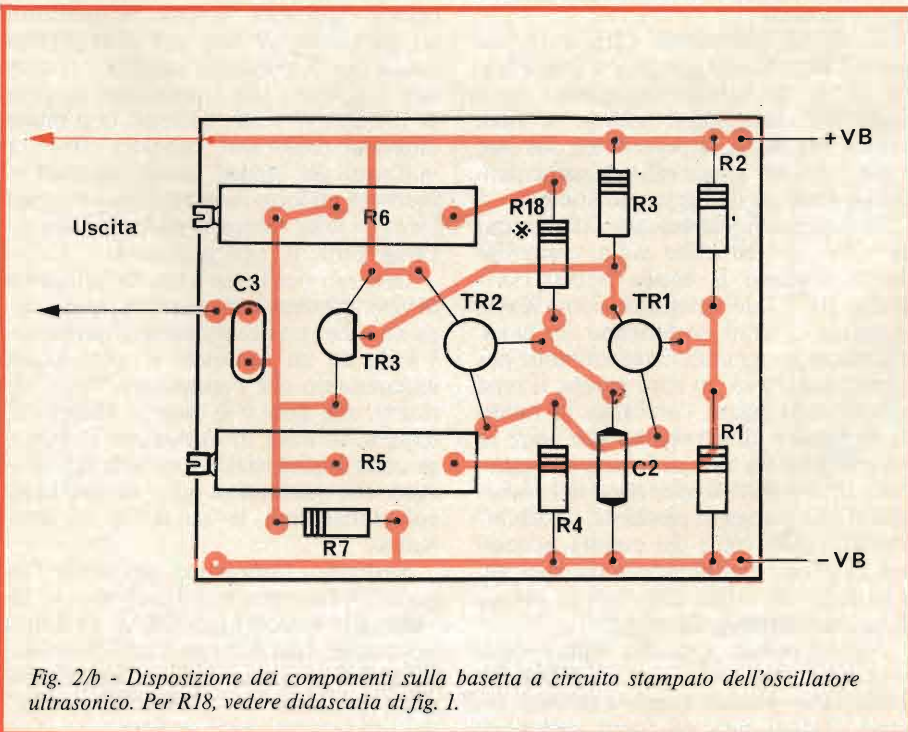 +VB
R2
R3
R18
※
R6
Uscita
C3
TR3
TR2
TR1
R5
R4
C2
R1
R7
-VB
Fig. 2/b - Disposizione dei componenti sulla basetta a circuito stampato dell'oscillatore
ultrasonico. Per R18, vedere didascalia di fig. 1.